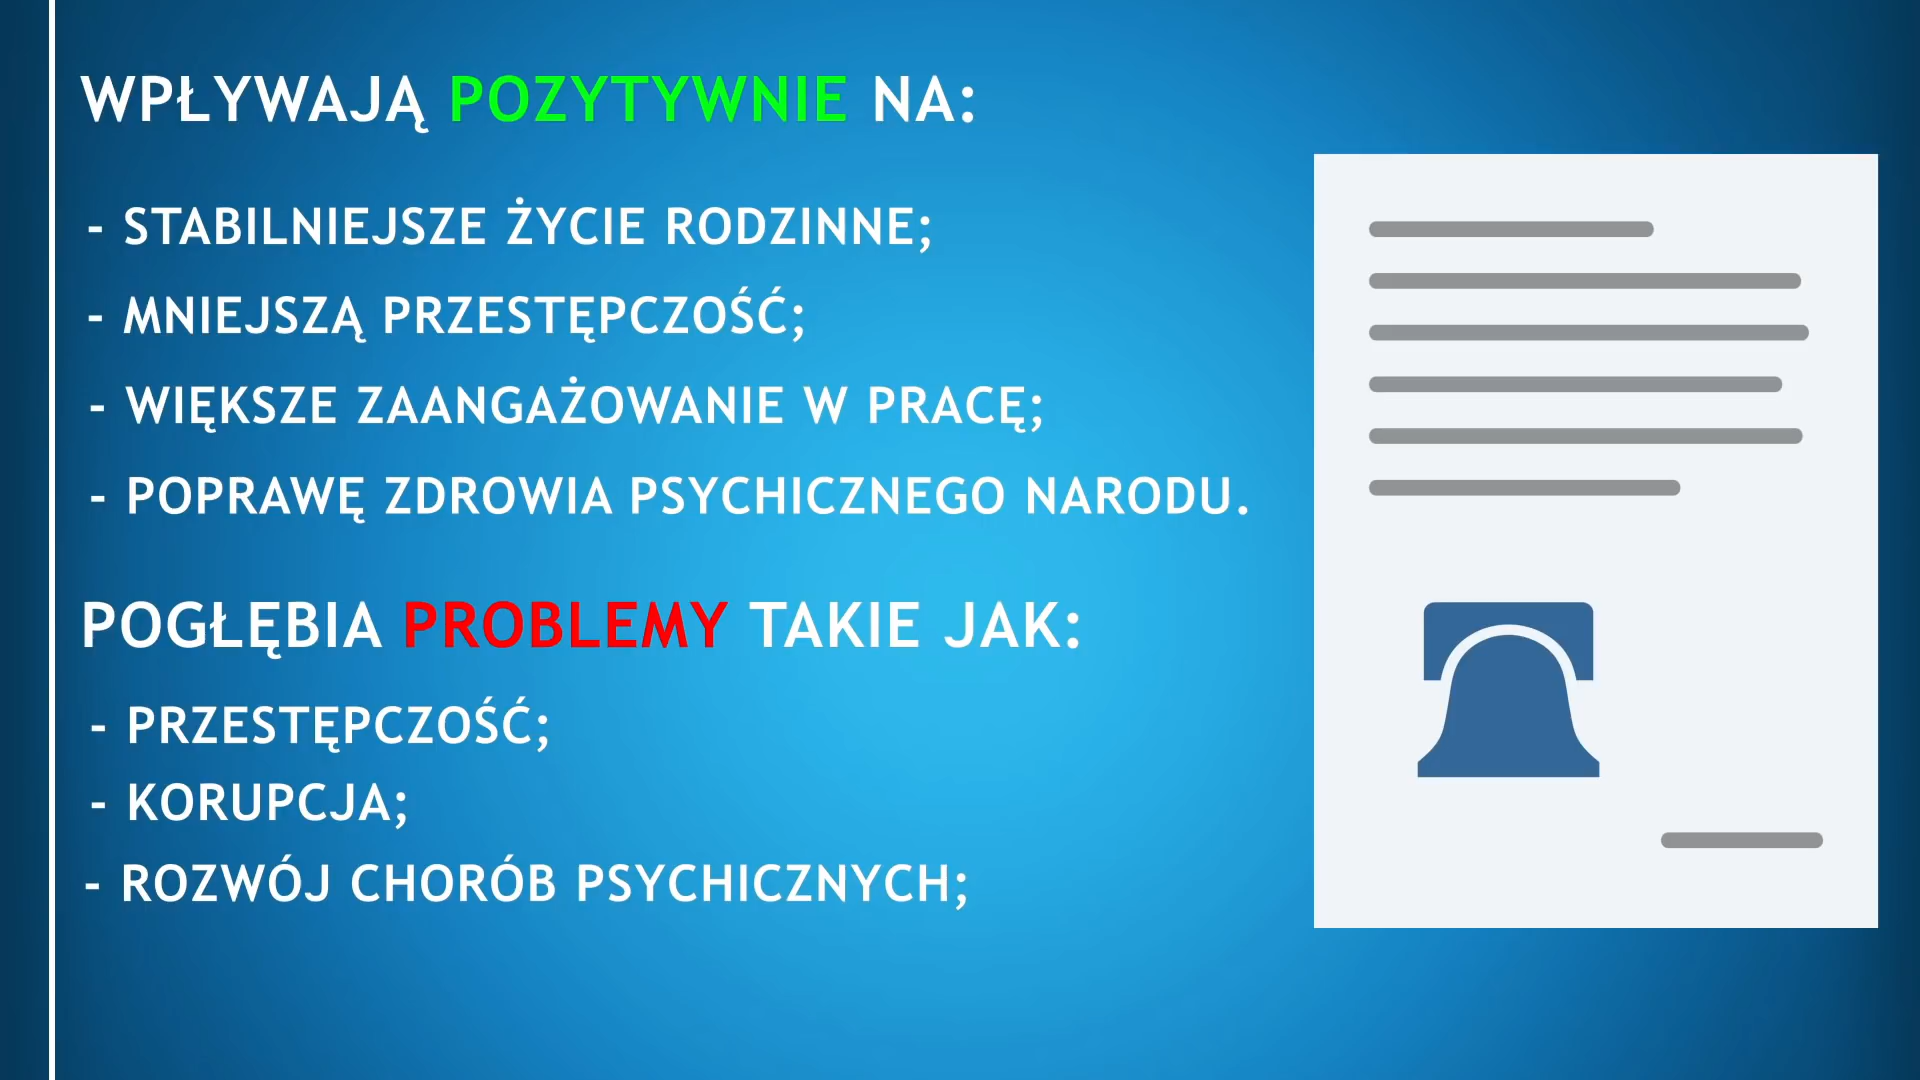 WPŁYWAJĄ POZYTYWNIE NA:
- STABILNIEJSZE ŻYCIE RODZINNE;
- MNIEJSZĄ PRZESTĘPCZOŚĆ;
- WIĘKSZE ZAANGAŻOWANIE W PRACĘ;
- POPRAWĘ ZDROWIA PSYCHICZNEGO NARODU.
POGŁĘBIA PROBLEMY TAKIE JAK:
- PRZESTĘPCZOŚĆ;
- KORUPCJA;
- ROZWÓJ CHORÓB PSYCHICZNYCH;